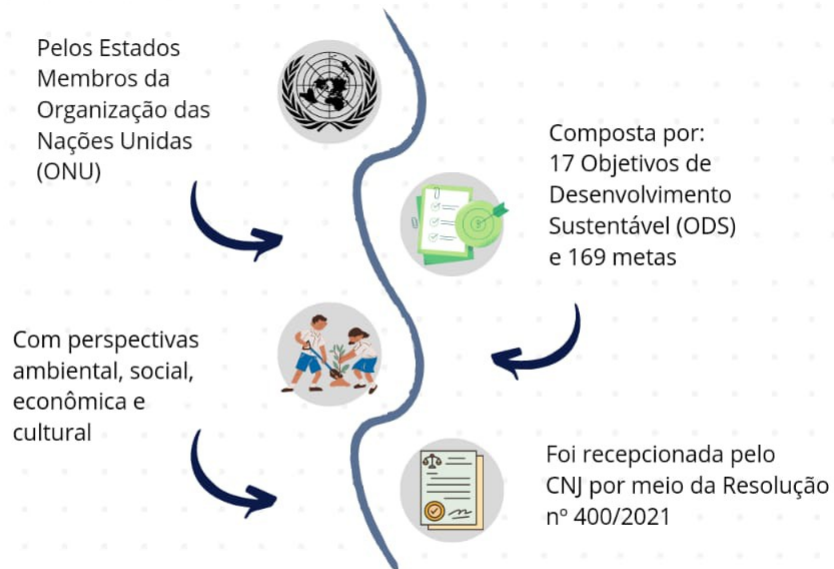 Pelos Estados
Membros da
Organização das
Nações Unidas
(ONU)
Composta por:
17 Objetivos de
Desenvolvimento
Sustentável (ODS)
e 169 metas
Com perspectivas
ambiental, social,
econômica e
cultural
Foi recepcionada pelo
CNJ por meio da Resolução
nº 400/2021